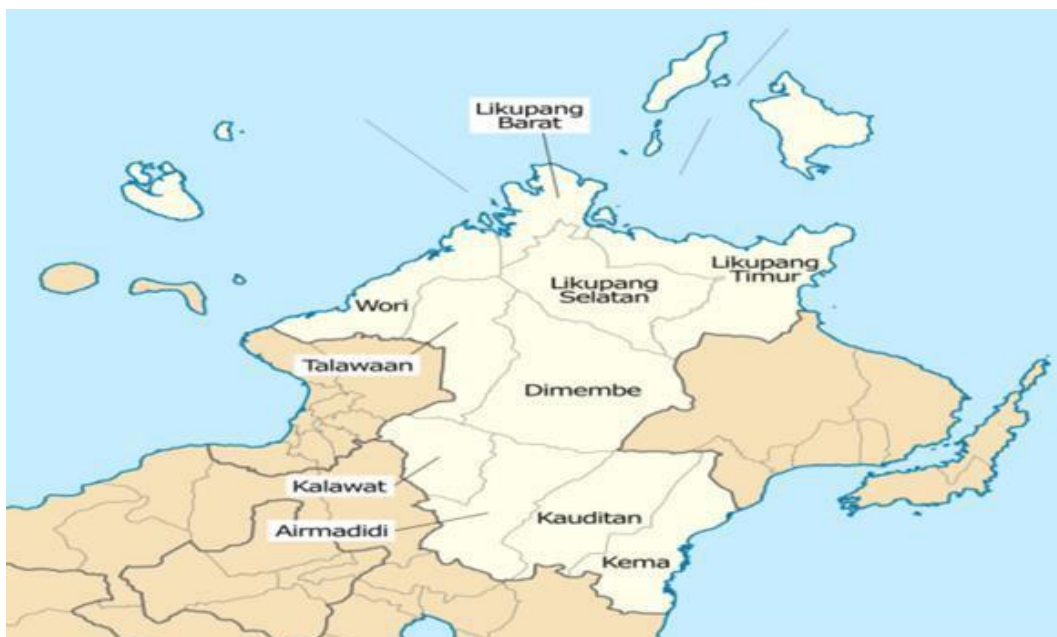 Likupang
Barat
Likupang
Timur
Likupang
Selatan
Wori
Talawaan
Dimembe
Kalawat
Kauditan
Airmadidi
Kema